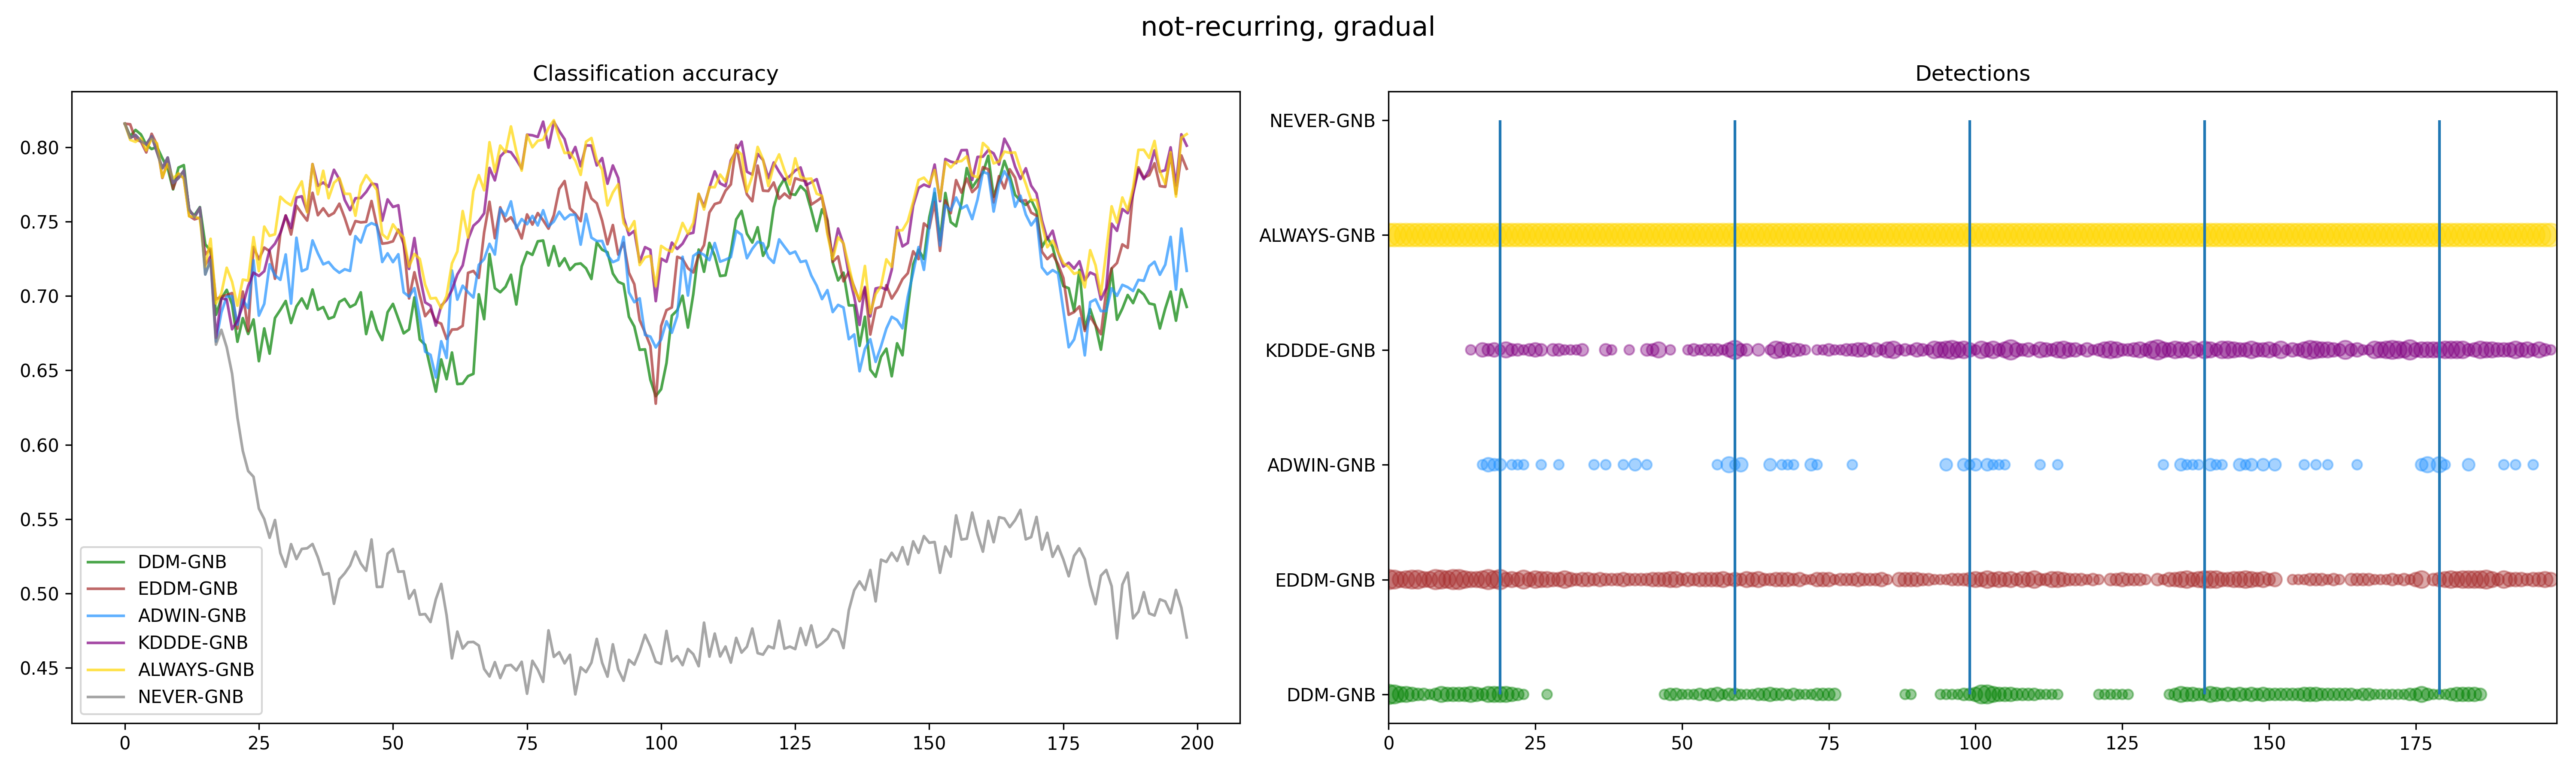 not-recurring, gradual
Classification accuracy
0.80
0.75
0.70
0.65
0.60
0.55
0.50
0.45
DDM-GNB
EDDM-GNB
ADWIN-GNB
KDDDE-GNB
ALWAYS-GNB
NEVER-GNB
0 25 50 75 100 125 150 175 200
Detections
NEVER-GNB
ALWAYS-GNB
KDDDE-GNB
ADWIN-GNB
EDDM-GNB
DDM-GNB
0 25 50 75 100 125 150 175